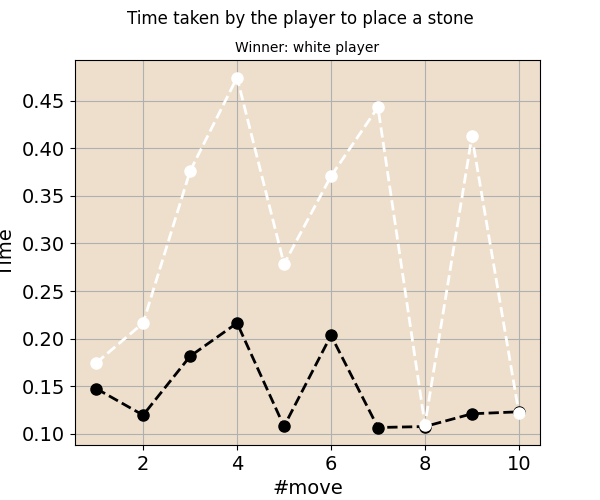 Time taken by the player to place a stone
Winner: white player
0.45
0.40
0.35
0.30
0.25
0.20
0.15
0.10
Time
2 4 6 8 10
#move